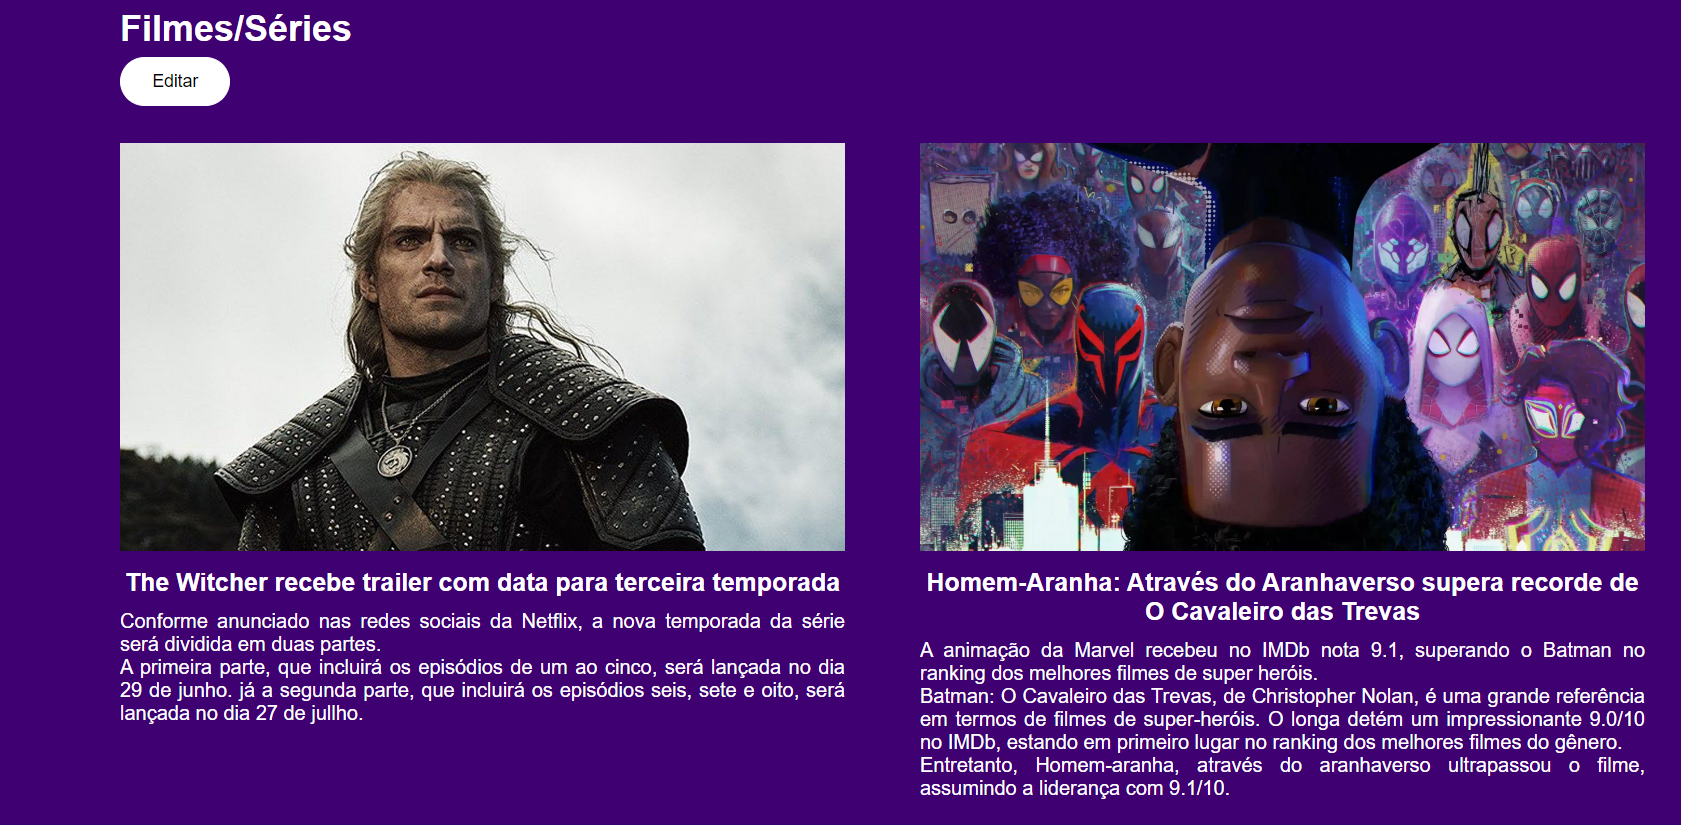 Filmes/Séries
Editar
The Witcher recebe trailer com data para terceira temporada
Conforme anunciado nas redes sociais da Netflix, a nova temporada da série
será dividida em duas partes.
A primeira parte, que incluirá os episódios de um ao cinco, será lançada no dia
29 de junho. já a segunda parte, que incluirá os episódios seis, sete e oito, será
lançada no dia 27 de jullho.
Homem-Aranha: Através do Aranhaverso supera recorde de
O Cavaleiro das Trevas
A animação da Marvel recebeu no IMDb nota 9.1, superando o Batman no
ranking dos melhores filmes de super heróis.
Batman: O Cavaleiro das Trevas, de Christopher Nolan, é uma grande referência
em termos de filmes de super-heróis. O longa detém um impressionante 9.0/10
no IMDb, estando em primeiro lugar no ranking dos melhores filmes do gênero.
Entretanto, Homem-aranha, através do aranhaverso ultrapassou o filme,
assumindo a liderança com 9.1/10.